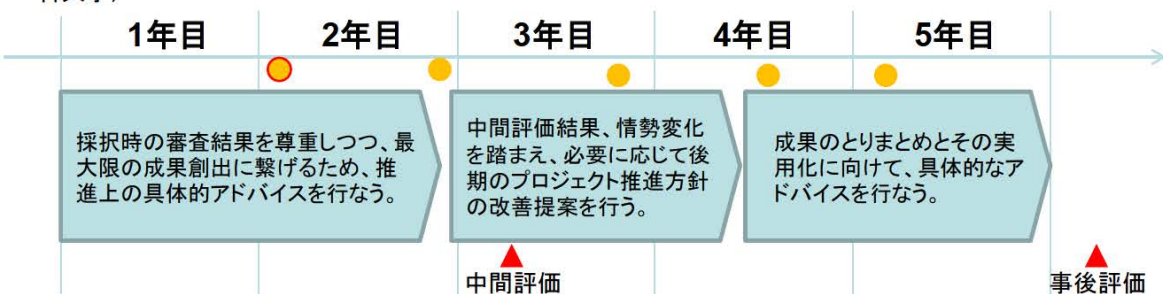 1年目
2年目
3年目
4年目
5年目
採択時の審査結果を尊重しつつ、最
大限の成果創出に繋げるため、推
進上の具体的アドバイスを行なう。
中間評価結果、情勢変化
を踏まえ、必要に応じて後
期のプロジェクト推進方針
の改善提案を行う。
成果のとりまとめとその実
用化に向けて、具体的なア
ドバイスを行なう。
中間評価
事後評価